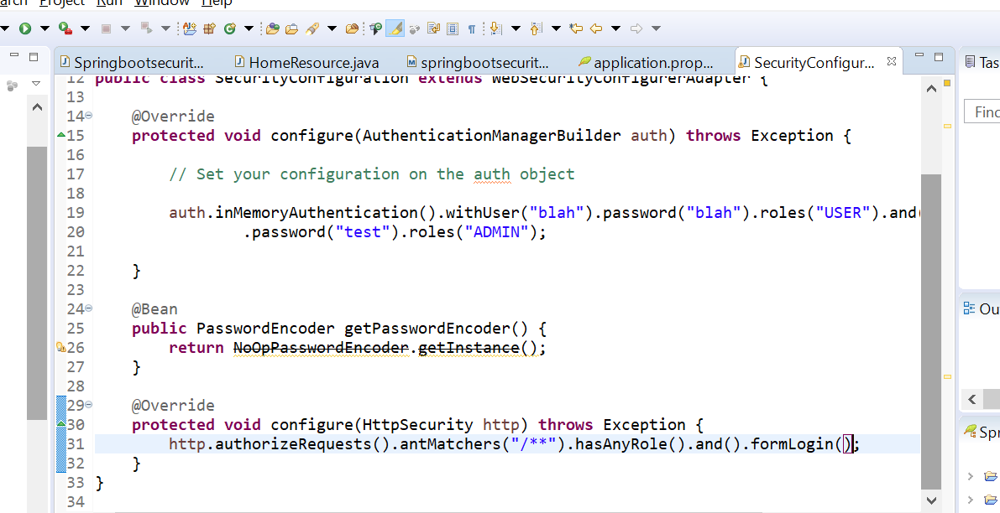 Project Run Window Help
Springbootsecurit... HomeResource.java springbootsecurit... application.prop... SecurityConfigur... Tas
12 public class SecurityConfiguration extends WebSecurityConfigurerAdapter {
13
14 @Override
15 protected void configure(AuthenticationManagerBuilder auth) throws Exception {
16
17 // Set your configuration on the auth object
18
19 auth.inMemoryAuthentication().withUser("blah").password("blah").roles("USER").and(
20 .password("test").roles("ADMIN");
21
22 }
23
24 @Bean
25 public PasswordEncoder getPasswordEncoder() {
26 return NoOpPasswordEncoder.getInstance();
27 }
28
29 @Override
30 protected void configure(HttpSecurity http) throws Exception {
31 http.authorizeRequests().antMatchers("/**").hasAnyRole().and().formLogin();
32 }
33 }
34
Find
Ou
Spr